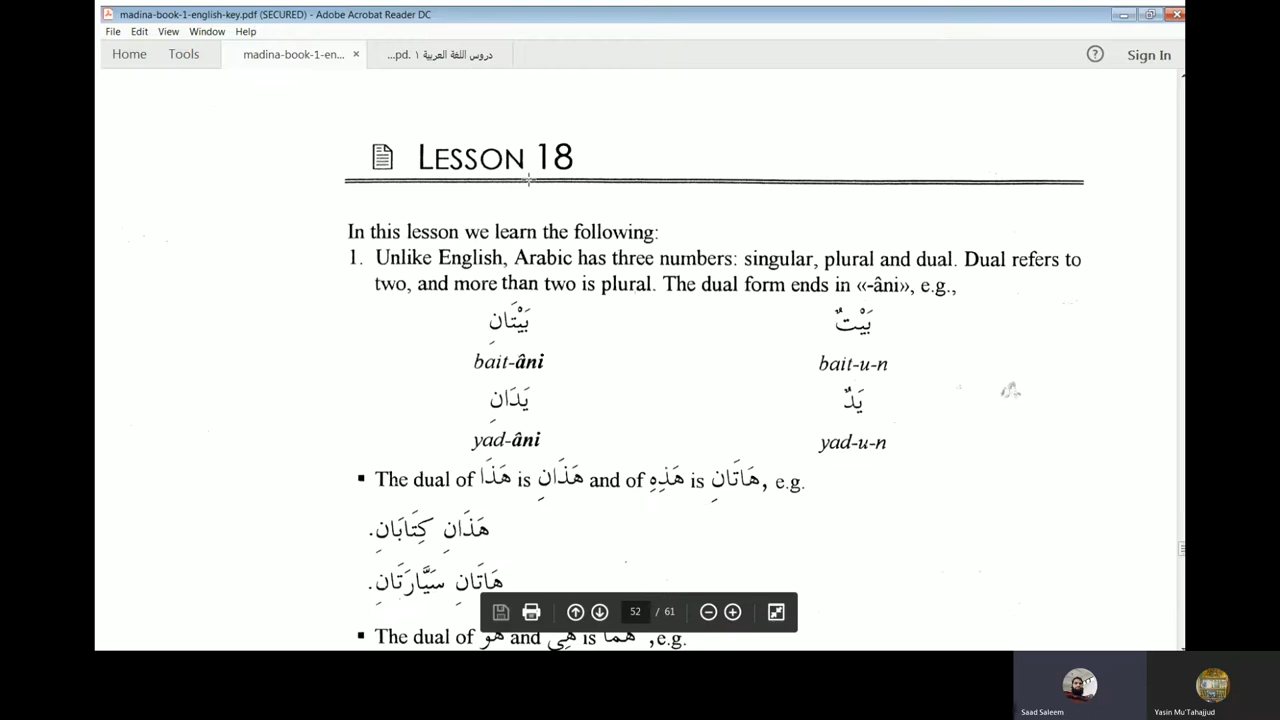 madina-book-1-english-key.pdf (SECURED) - Adobe Acrobat Reader DC
File Edit View Window Help
Home Tools madina-book-1-en... × دروس اللغة العربية ١ pd... ? Sign In
LESSON 18
In this lesson we learn the following:
1. Unlike English, Arabic has three numbers: singular, plural and dual. Dual refers to
two, and more than two is plural. The dual form ends in «-âni», e.g.,
بَيْتَانِ بَيْتٌ
bait-âni bait-u-n
يَدَانِ يَدٌ
yad-âni yad-u-n
▪ The dual of هَذَا is هَذَانِ and of هَذِهِ is هَاتَانِ, e.g.
هَذَانِ كِتَابَانِ.
هَاتَانِ سَيَّارَتَانِ.
52 / 61
▪ The dual of هُو and هِي is هُمَا ,e.g.
Saad Saleem Yasin Mu'Tahajjud